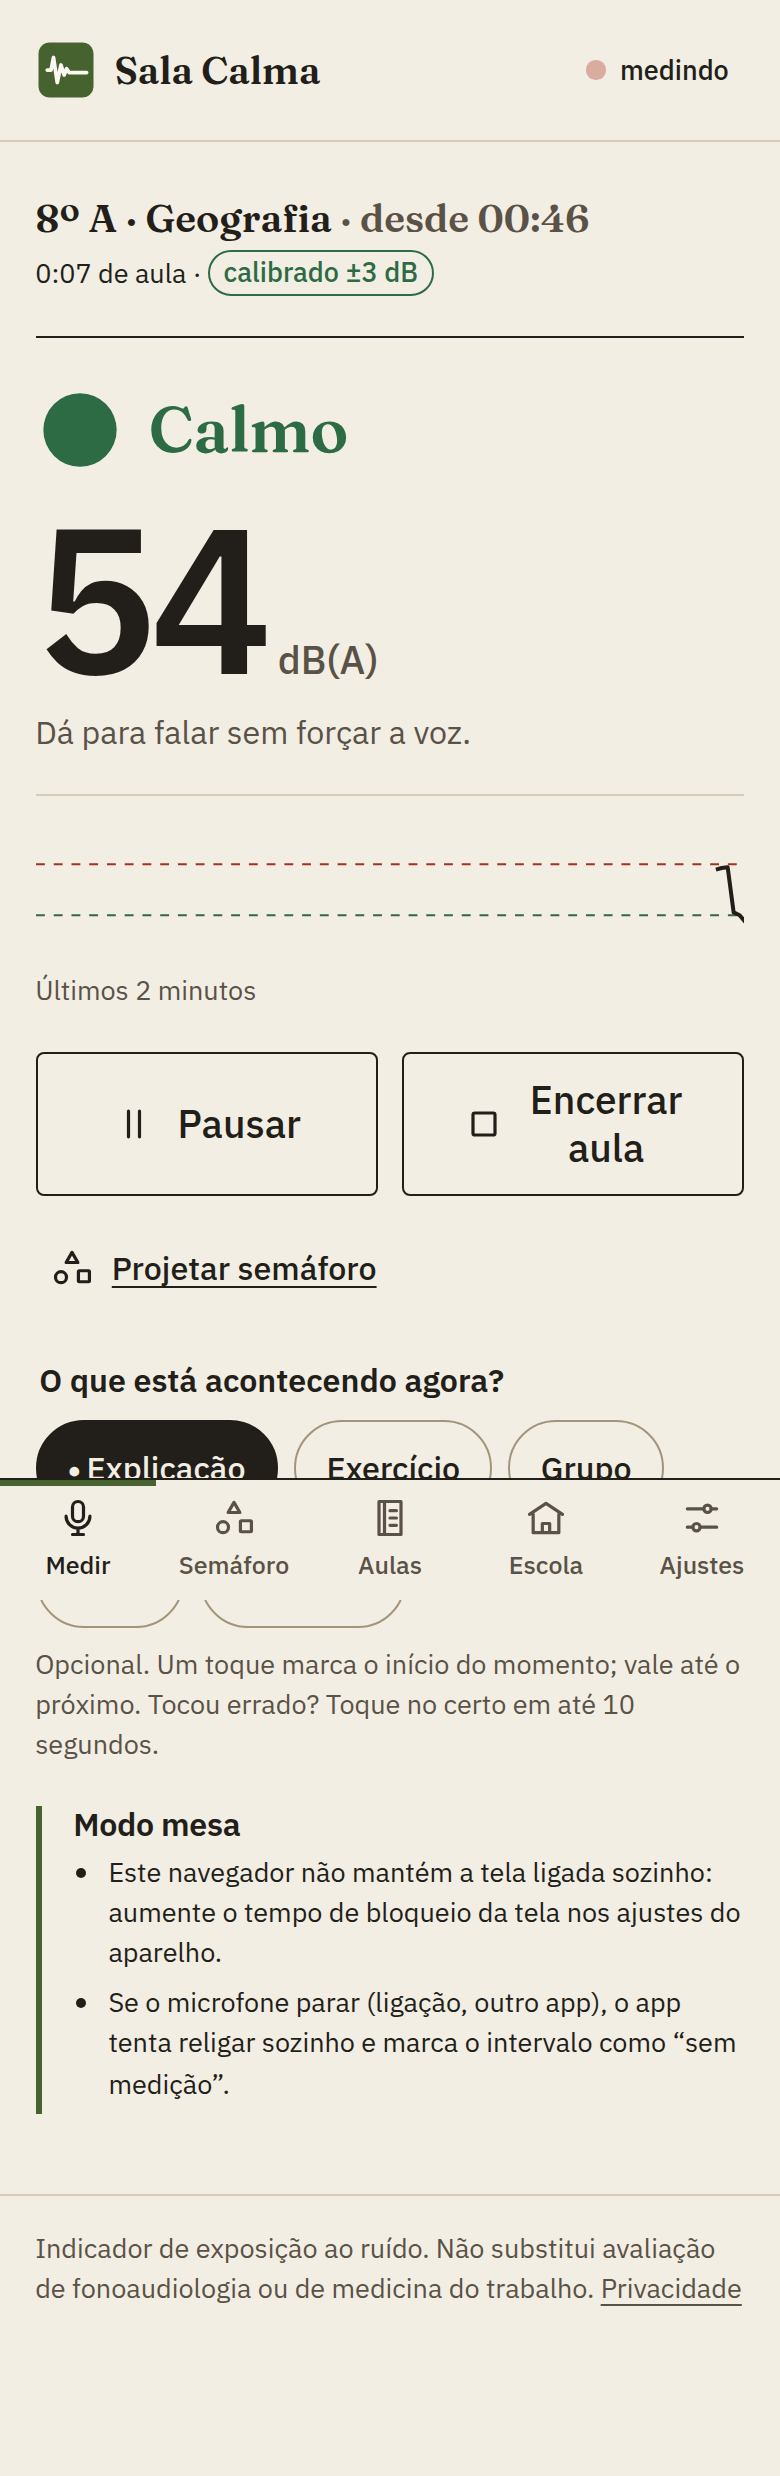 Sala Calma
medindo
8º A · Geografia · desde 00:46
0:07 de aula · calibrado ±3 dB
Calmo
54 dB(A)
Dá para falar sem forçar a voz.
Últimos 2 minutos
Pausar
Encerrar
aula
Projetar semáforo
O que está acontecendo agora?
• Explicação
Exercício
Grupo
Medir
Semáforo
Aulas
Escola
Ajustes
Opcional. Um toque marca o início do momento; vale até o
próximo. Tocou errado? Toque no certo em até 10
segundos.
Modo mesa
• Este navegador não mantém a tela ligada sozinho:
aumente o tempo de bloqueio da tela nos ajustes do
aparelho.
• Se o microfone parar (ligação, outro app), o app
tenta religar sozinho e marca o intervalo como “sem
medição”.
Indicador de exposição ao ruído. Não substitui avaliação
de fonoaudiologia ou de medicina do trabalho. Privacidade